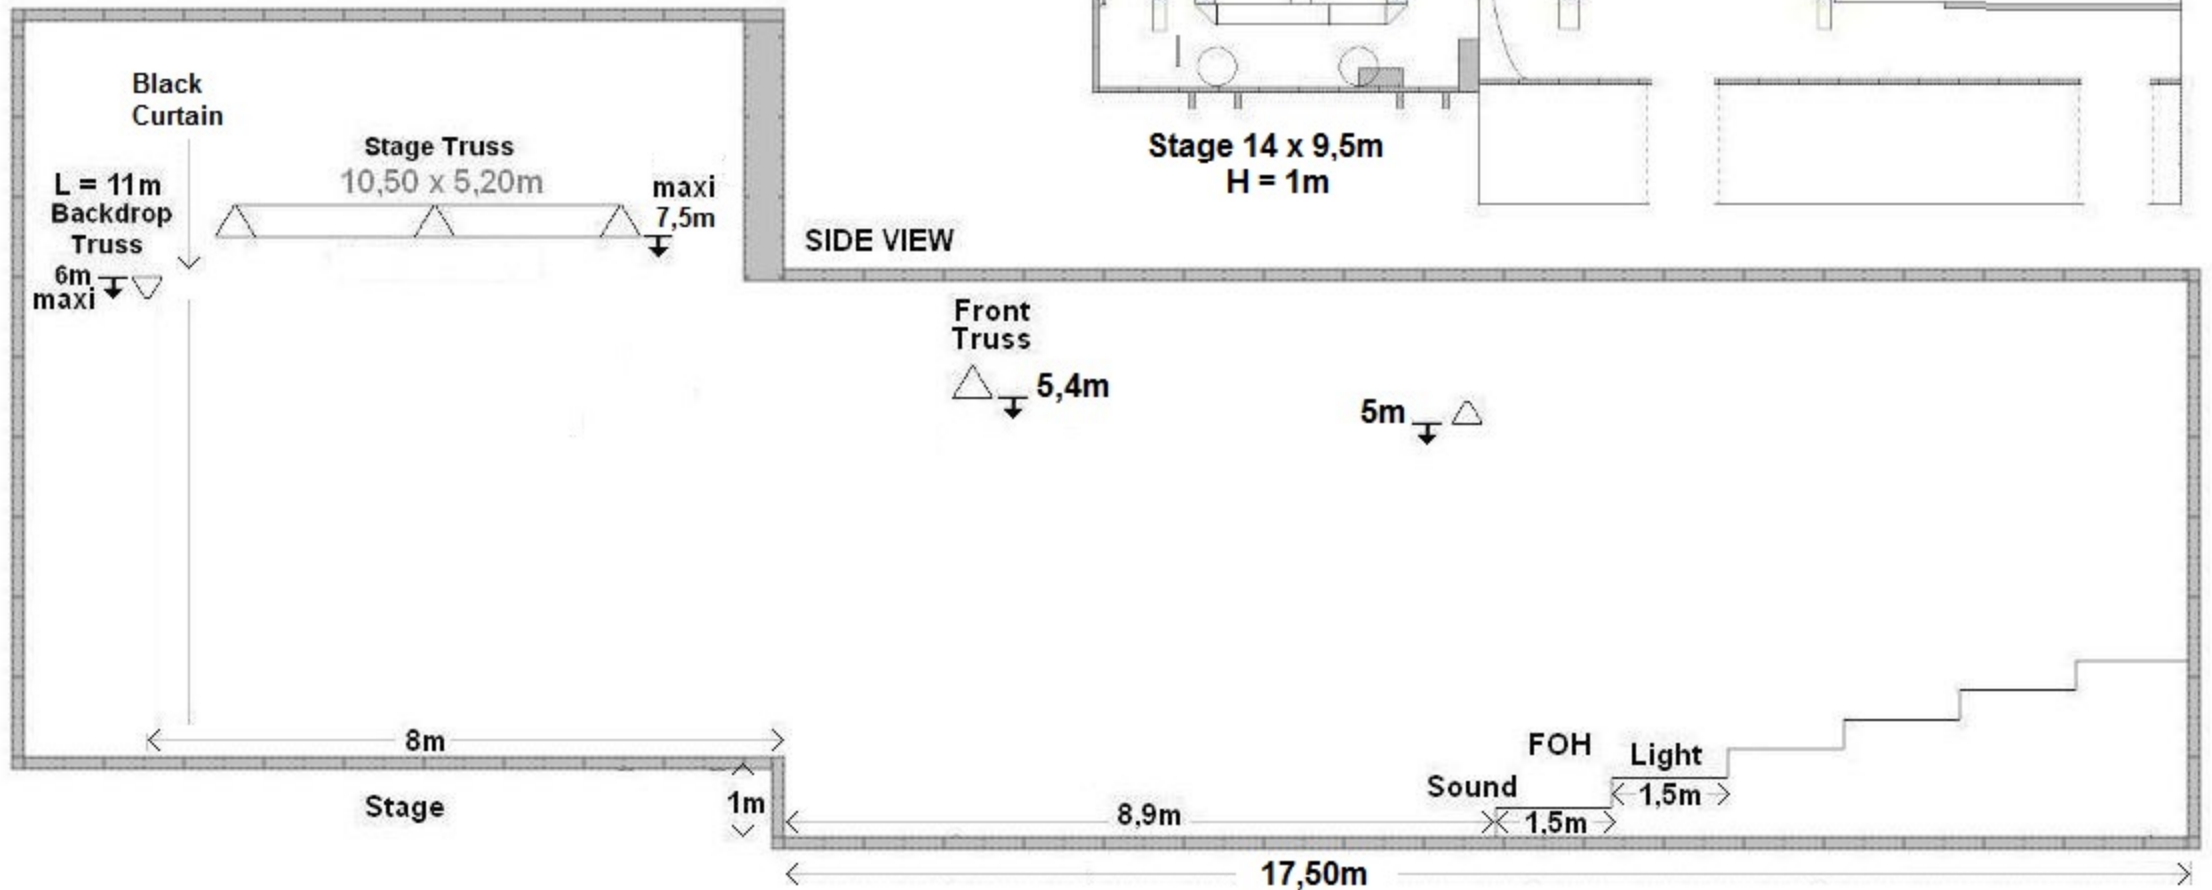 Black
Curtain
Stage Truss
10,50 x 5,20m
L = 11m
Backdrop
Truss
maxi
7,5m
6m
maxi
Stage 14 x 9,5m
H = 1m
SIDE VIEW
Front
Truss
5,4m
5m
8m
FOH
Light
Sound
1,5m
1m
Stage
8,9m
1,5m
17,50m